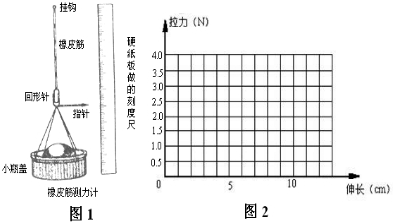 挂钩
橡皮筋
回形针
指针
小瓶盖
硬纸板做的刻度尺
橡皮筋测力计
图1
拉力(N)
4.0
3.5
3.0
2.5
2.0
1.5
1.0
0.5
0
5
10
伸长(cm)
图2